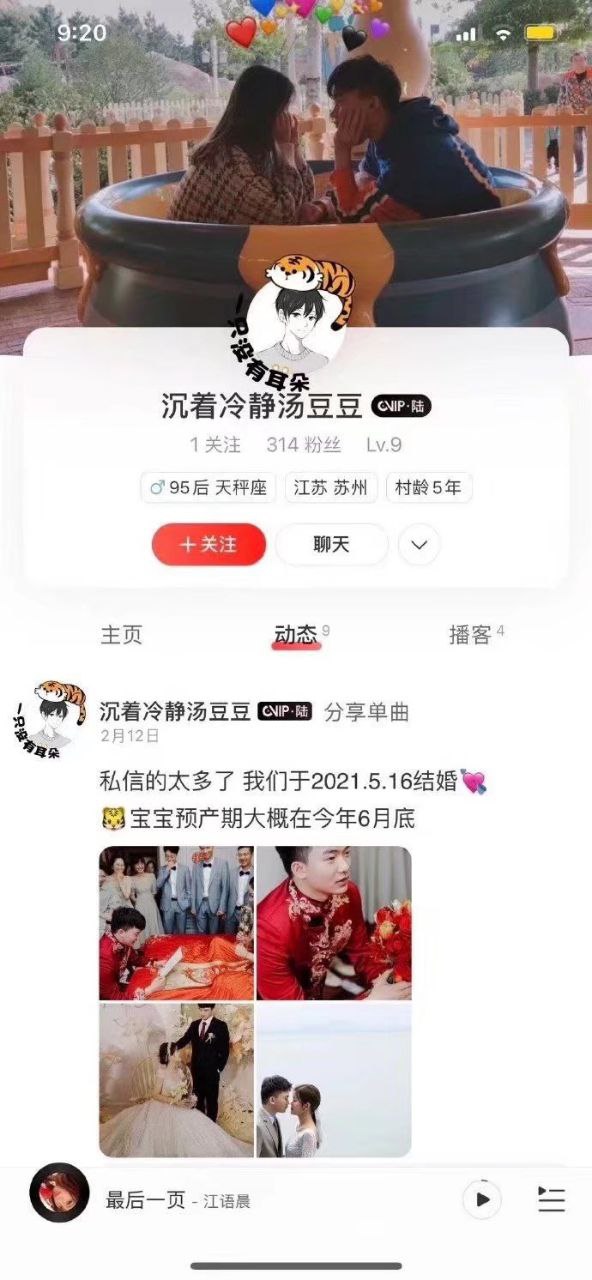 9:20
一只没有耳朵
沉着冷静汤豆豆 CVIP·陆
1 关注 314 粉丝 Lv.9
♂95后 天秤座 江苏 苏州 村龄5年
+关注 聊天
主页 动态 9 播客 4
一只没有耳朵
沉着冷静汤豆豆 CVIP·陆 分享单曲
2月12日
私信的太多了 我们于2021.5.16结婚💘
🐯宝宝预产期大概在今年6月底
最后一页 - 江语晨